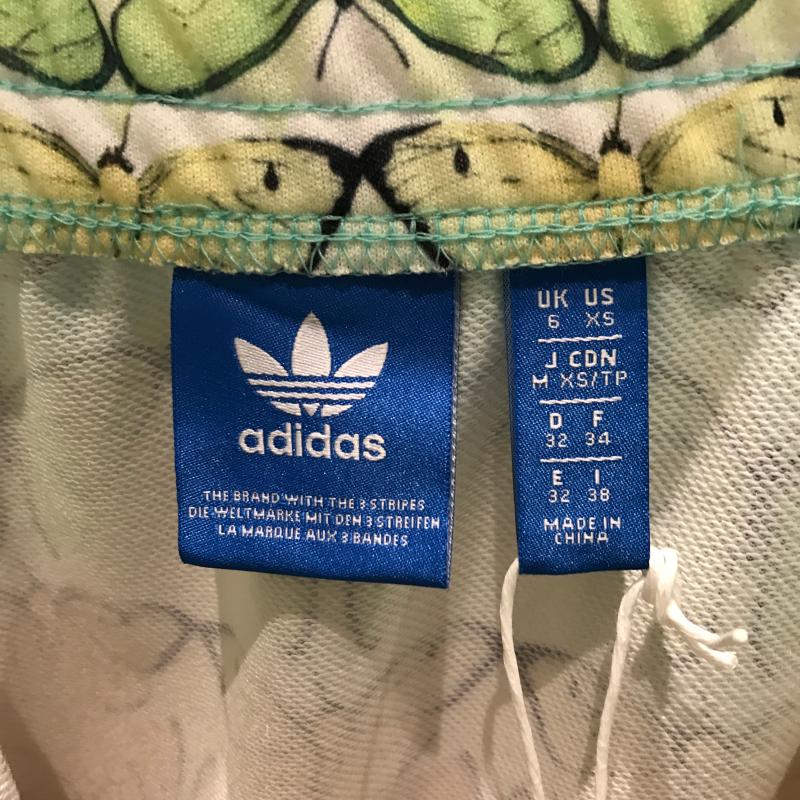 adidas
THE BRAND WITH THE 3 STRIPES
DIE WELTMARKE MIT DEN 3 STREIFEN
LA MARQUE AUX 3 BANDES
UK US
6 XS
J CDN
M XS/TP
D F
32 34
E I
32 38
MADE IN
CHINA